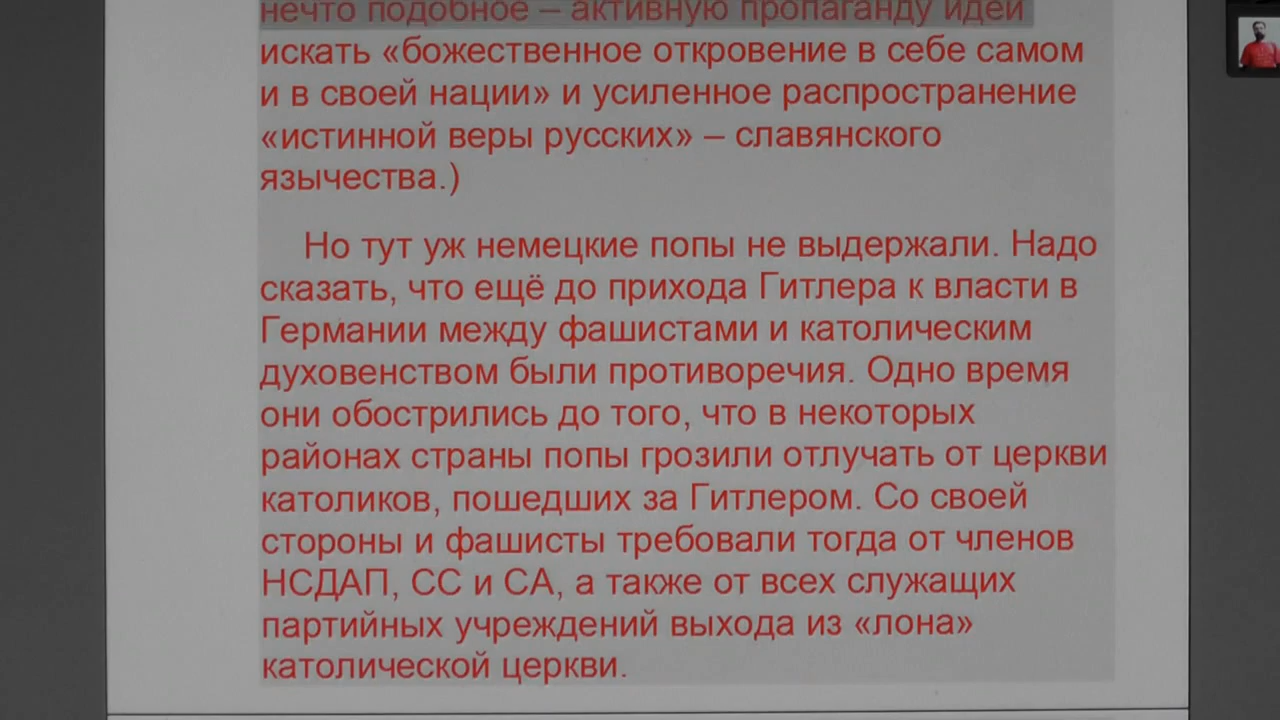 нечто подобное – активную пропаганду идеи
искать «божественное откровение в себе самом
и в своей нации» и усиленное распространение
«истинной веры русских» – славянского
язычества.)
Но тут уж немецкие попы не выдержали. Надо
сказать, что ещё до прихода Гитлера к власти в
Германии между фашистами и католическим
духовенством были противоречия. Одно время
они обострились до того, что в некоторых
районах страны попы грозили отлучать от церкви
католиков, пошедших за Гитлером. Со своей
стороны и фашисты требовали тогда от членов
НСДАП, СС и СА, а также от всех служащих
партийных учреждений выхода из «лона»
католической церкви.